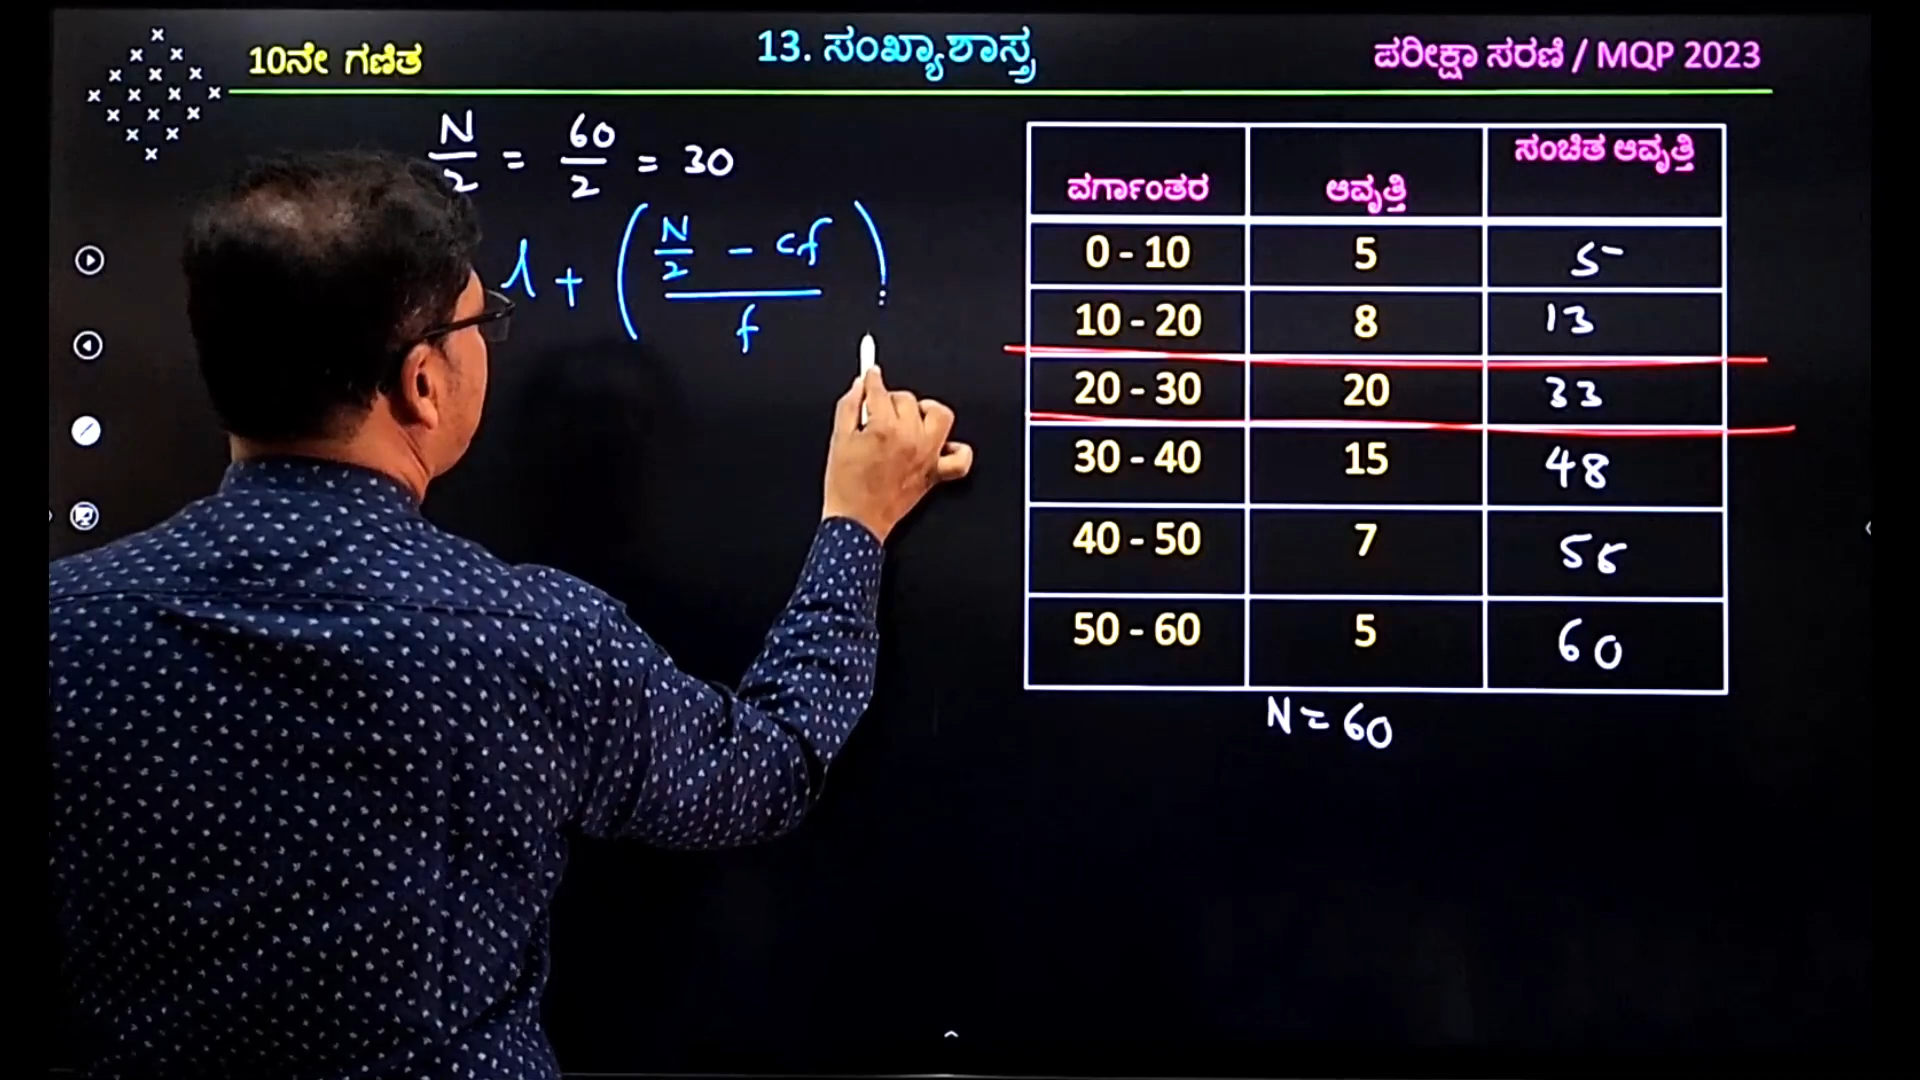 10ನೇ ಗಣಿತ
13. ಸಂಖ್ಯಾಶಾಸ್ತ್ರ
ಪರೀಕ್ಷಾ ಸರಣಿ / MQP 2023
N/2 = 60/2 = 30
l + ( (N/2 - cf) / f )
ವರ್ಗಾಂತರ ಆವೃತ್ತಿ ಸಂಚಿತ ಆವೃತ್ತಿ
0 - 10 5 5
10 - 20 8 13
20 - 30 20 33
30 - 40 15 48
40 - 50 7 55
50 - 60 5 60
N = 60